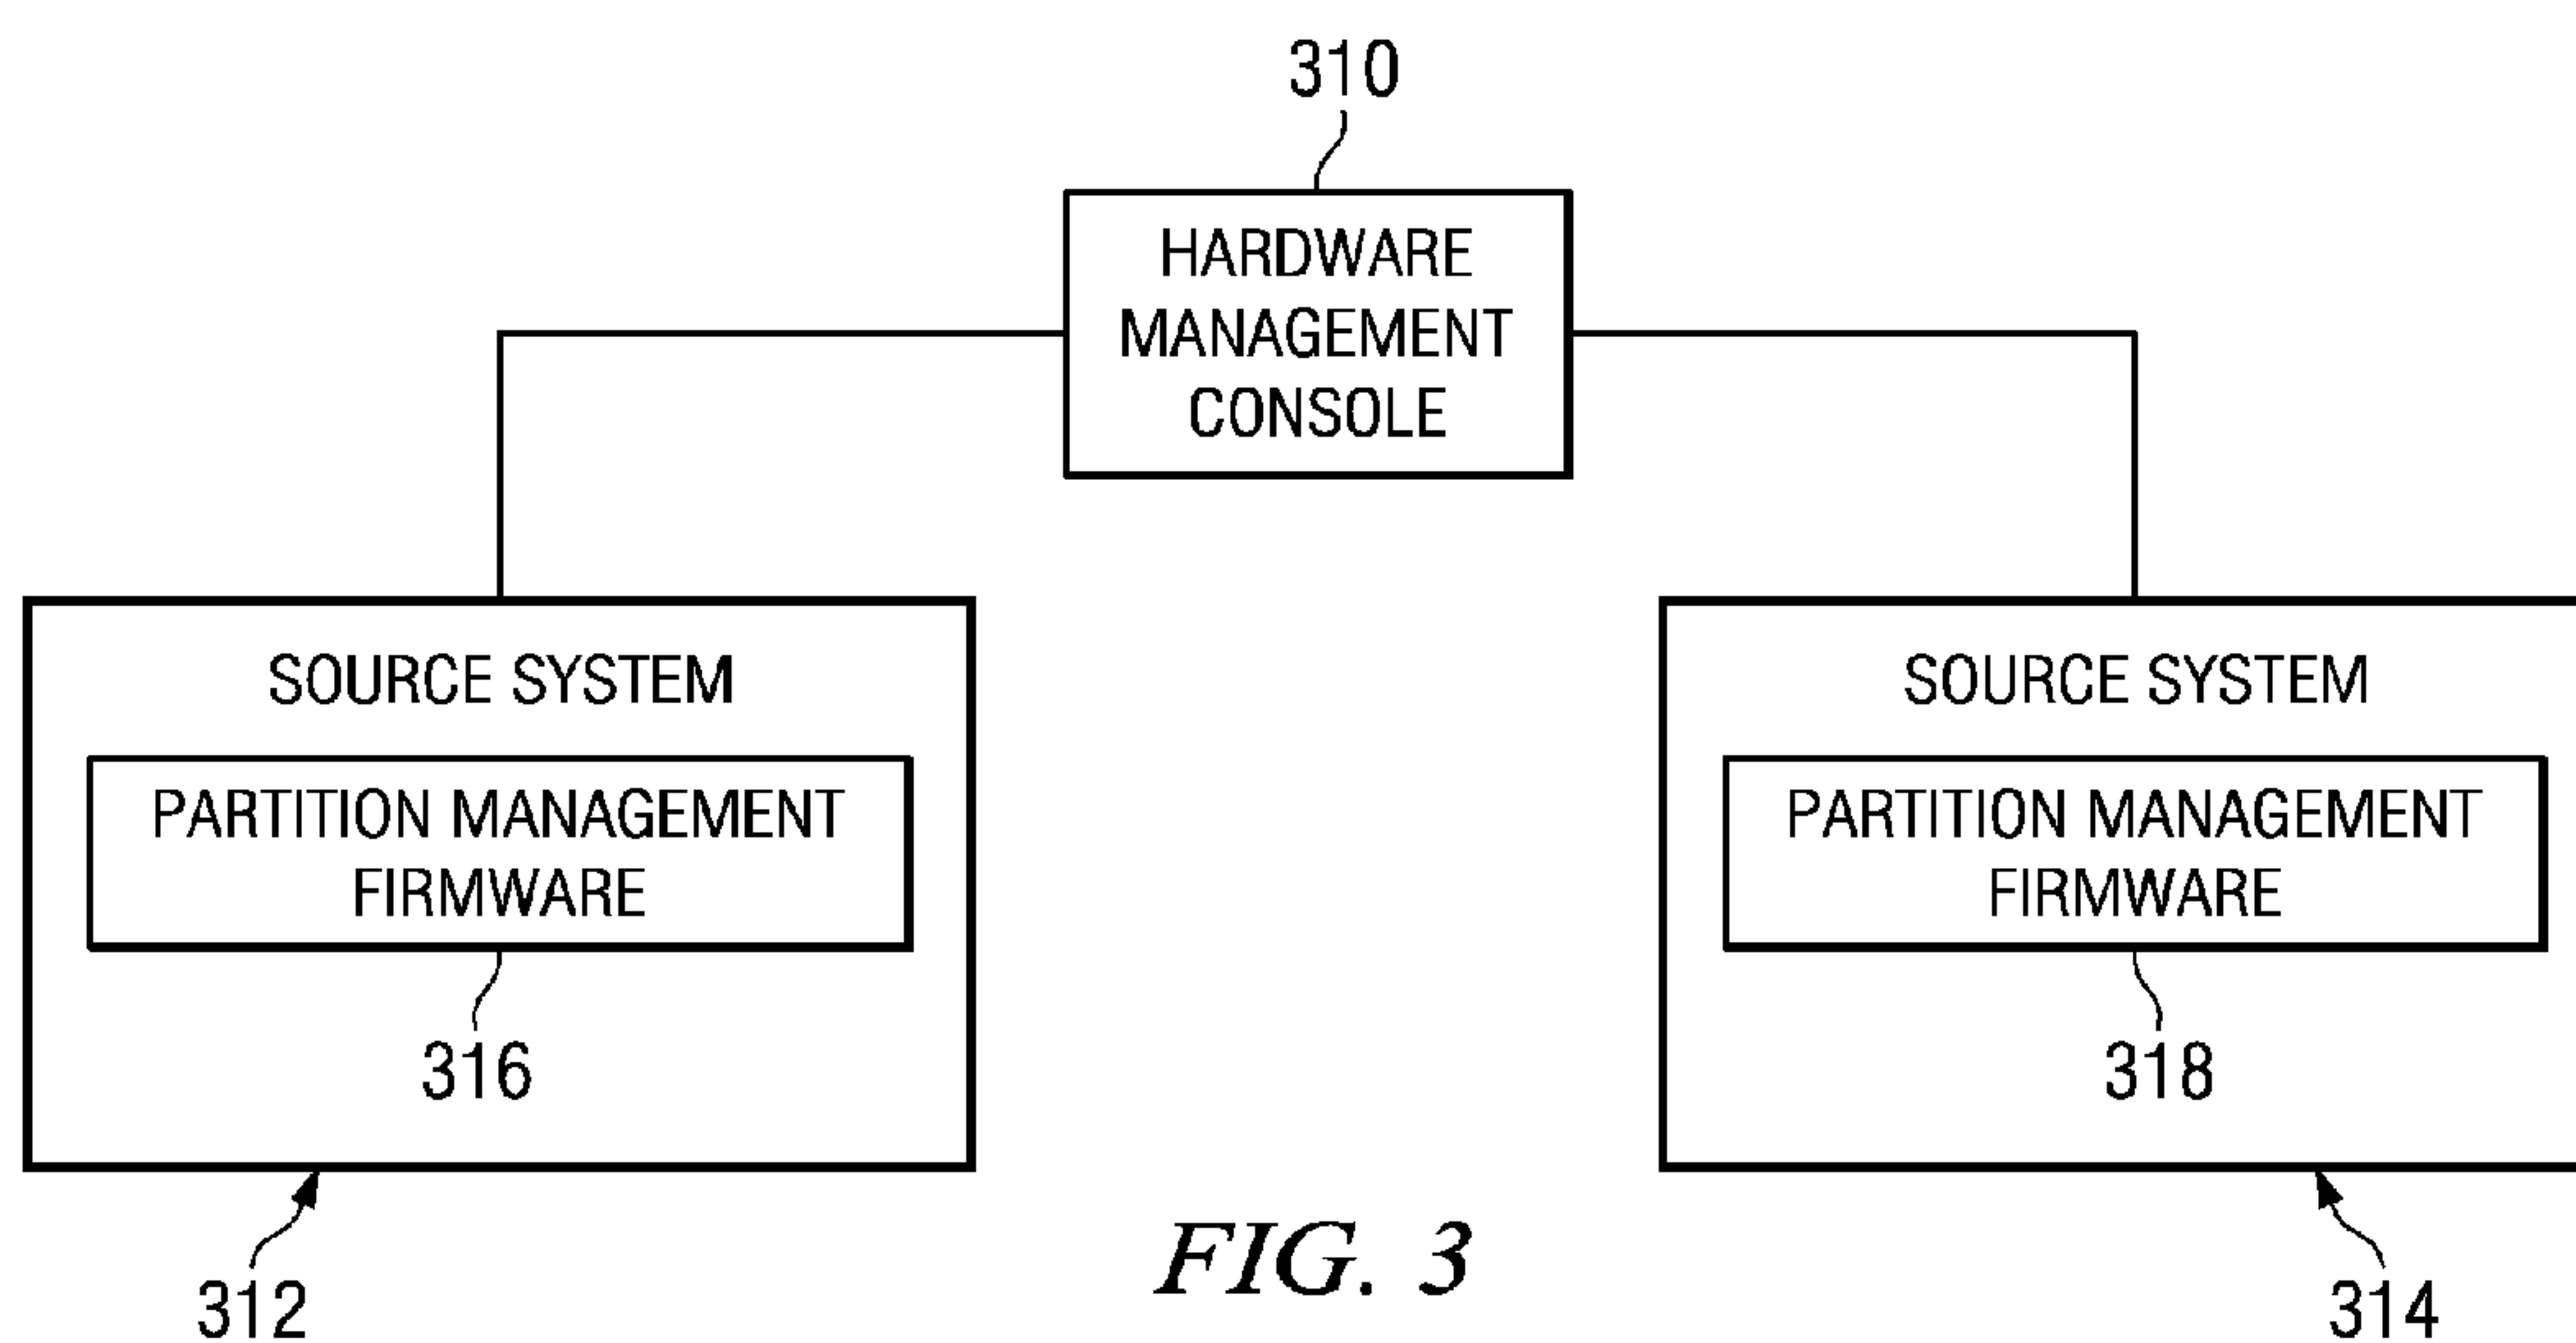 310
HARDWARE
MANAGEMENT
CONSOLE
SOURCE SYSTEM
PARTITION MANAGEMENT
FIRMWARE
316
312
SOURCE SYSTEM
PARTITION MANAGEMENT
FIRMWARE
318
314
FIG. 3